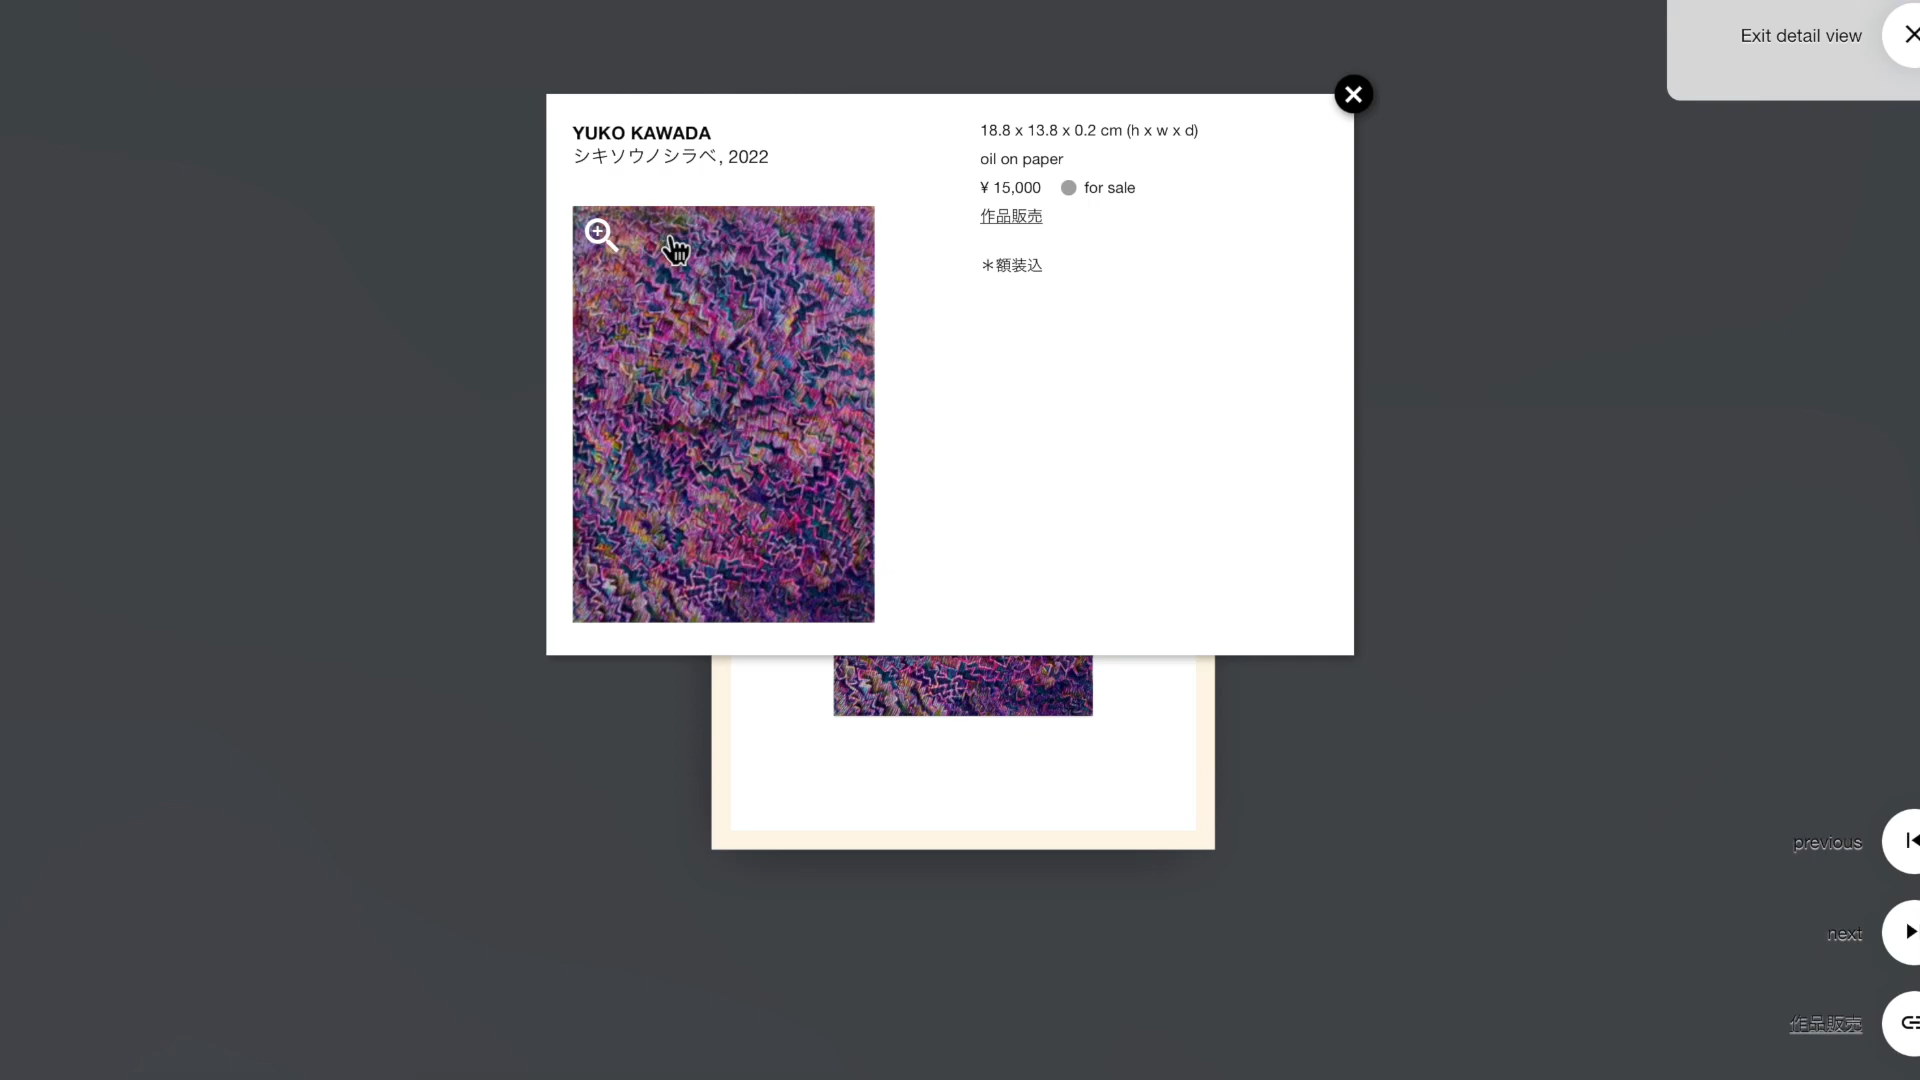 Exit detail view
YUKO KAWADA
シキソウノシラベ, 2022
18.8 x 13.8 x 0.2 cm (h x w x d)
oil on paper
¥ 15,000 for sale
作品販売
＊額装込
previous
next
作品販売